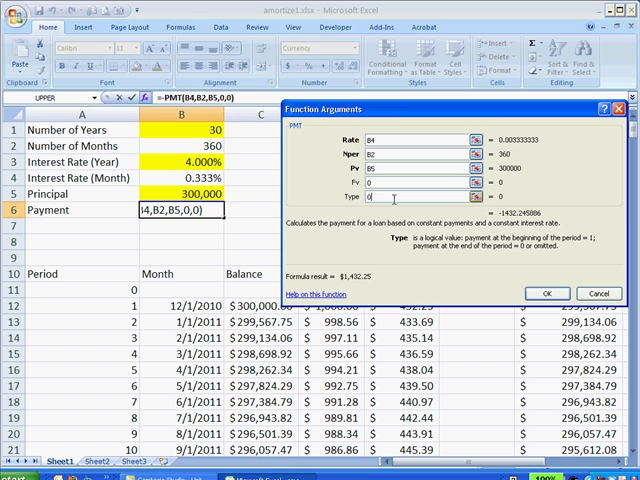 amortize1.xlsx - Microsoft Excel
Home Insert Page Layout Formulas Data Review View Add-Ins Acrobat
Calibri 11
Paste
Clipboard Font Alignment Number
Conditional Formatting Format as Table Cell Styles
Styles
Insert
Delete
Format
Cells
Sort & Filter Find & Select
Editing
UPPER =-PMT(B4,B2,B5,0,0)
A B C
1 Number of Years 30
2 Number of Months 360
3 Interest Rate (Year) 4.000%
4 Interest Rate (Month) 0.333%
5 Principal 300,000
6 Payment I4,B2,B5,0,0)
7
8
9
10 Period Month Balance
11 0
12 1 12/1/2010 $300,000.00
13 2 1/1/2011 $299,567.75 $ 998.56 $ 433.69 $ 299,134.06
14 3 2/1/2011 $299,134.06 $ 997.11 $ 435.14 $ 298,698.92
15 4 3/1/2011 $298,698.92 $ 995.66 $ 436.59 $ 298,262.34
16 5 4/1/2011 $298,262.34 $ 994.21 $ 438.04 $ 297,824.29
17 6 5/1/2011 $297,824.29 $ 992.75 $ 439.50 $ 297,384.79
18 7 6/1/2011 $297,384.79 $ 991.28 $ 440.97 $ 296,943.82
19 8 7/1/2011 $296,943.82 $ 989.81 $ 442.44 $ 296,501.39
20 9 8/1/2011 $296,501.39 $ 988.34 $ 443.91 $ 296,057.47
21 10 9/1/2011 $296,057.47 $ 986.86 $ 445.39 $ 295,612.08
Sheet1 Sheet2 Sheet3
Function Arguments
PMT
Rate B4 = 0.003333333
Nper B2 = 360
Pv B5 = 300000
Fv 0 = 0
Type 0 = 0
= -1432.245886
Calculates the payment for a loan based on constant payments and a constant interest rate.
Type is a logical value: payment at the beginning of the period = 1;
payment at the end of the period = 0 or omitted.
Formula result = $1,432.25
Help on this function
OK Cancel
start
100%